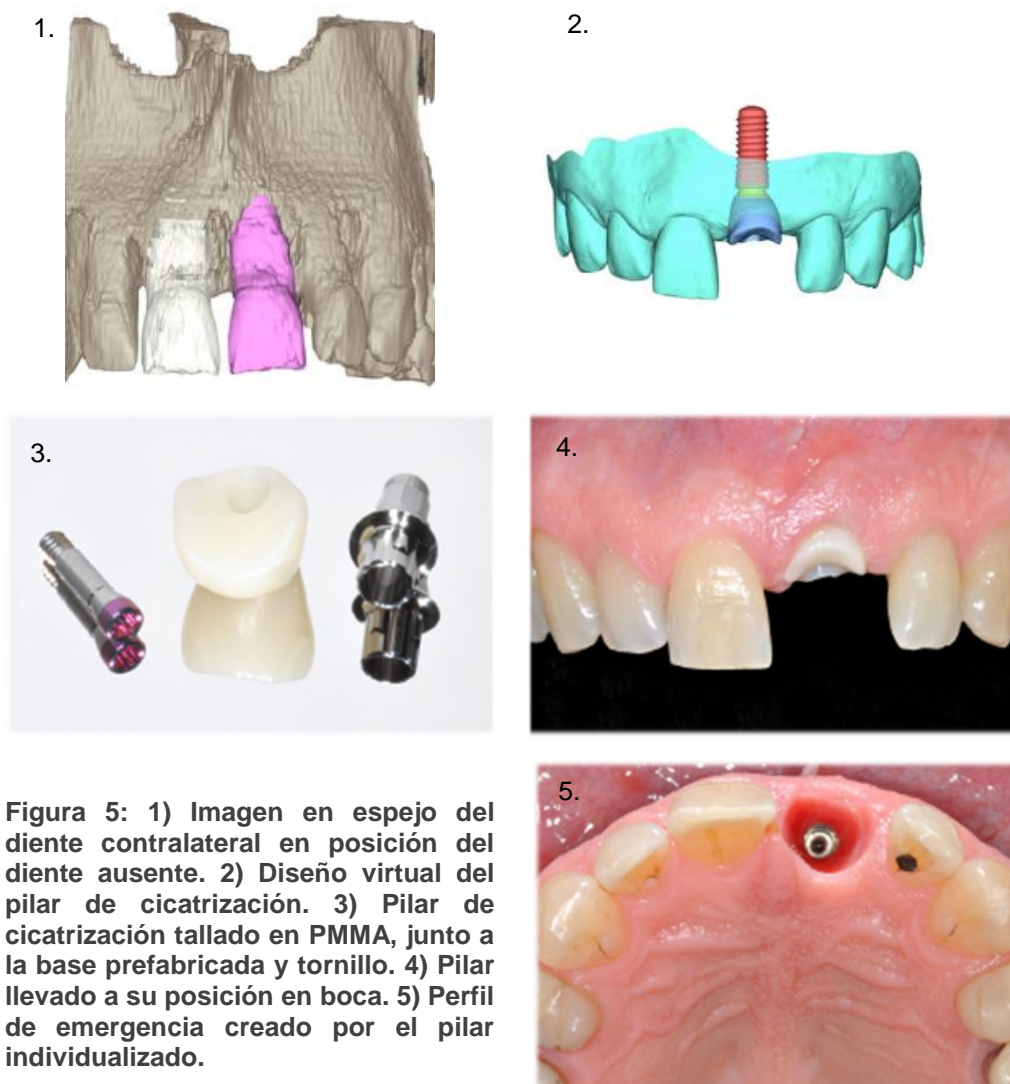 1.
2.
3.
4.
5.
Figura 5: 1) Imagen en espejo del
diente contralateral en posición del
diente ausente. 2) Diseño virtual del
pilar de cicatrización. 3) Pilar de
cicatrización tallado en PMMA, junto a
la base prefabricada y tornillo. 4) Pilar
llevado a su posición en boca. 5) Perfil
de emergencia creado por el pilar
individualizado.